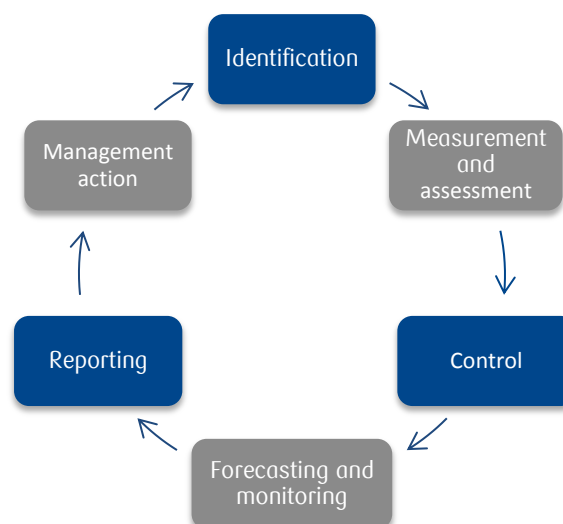 Identification
Measurement
and
assessment
Control
Forecasting and
monitoring
Reporting
Management
action